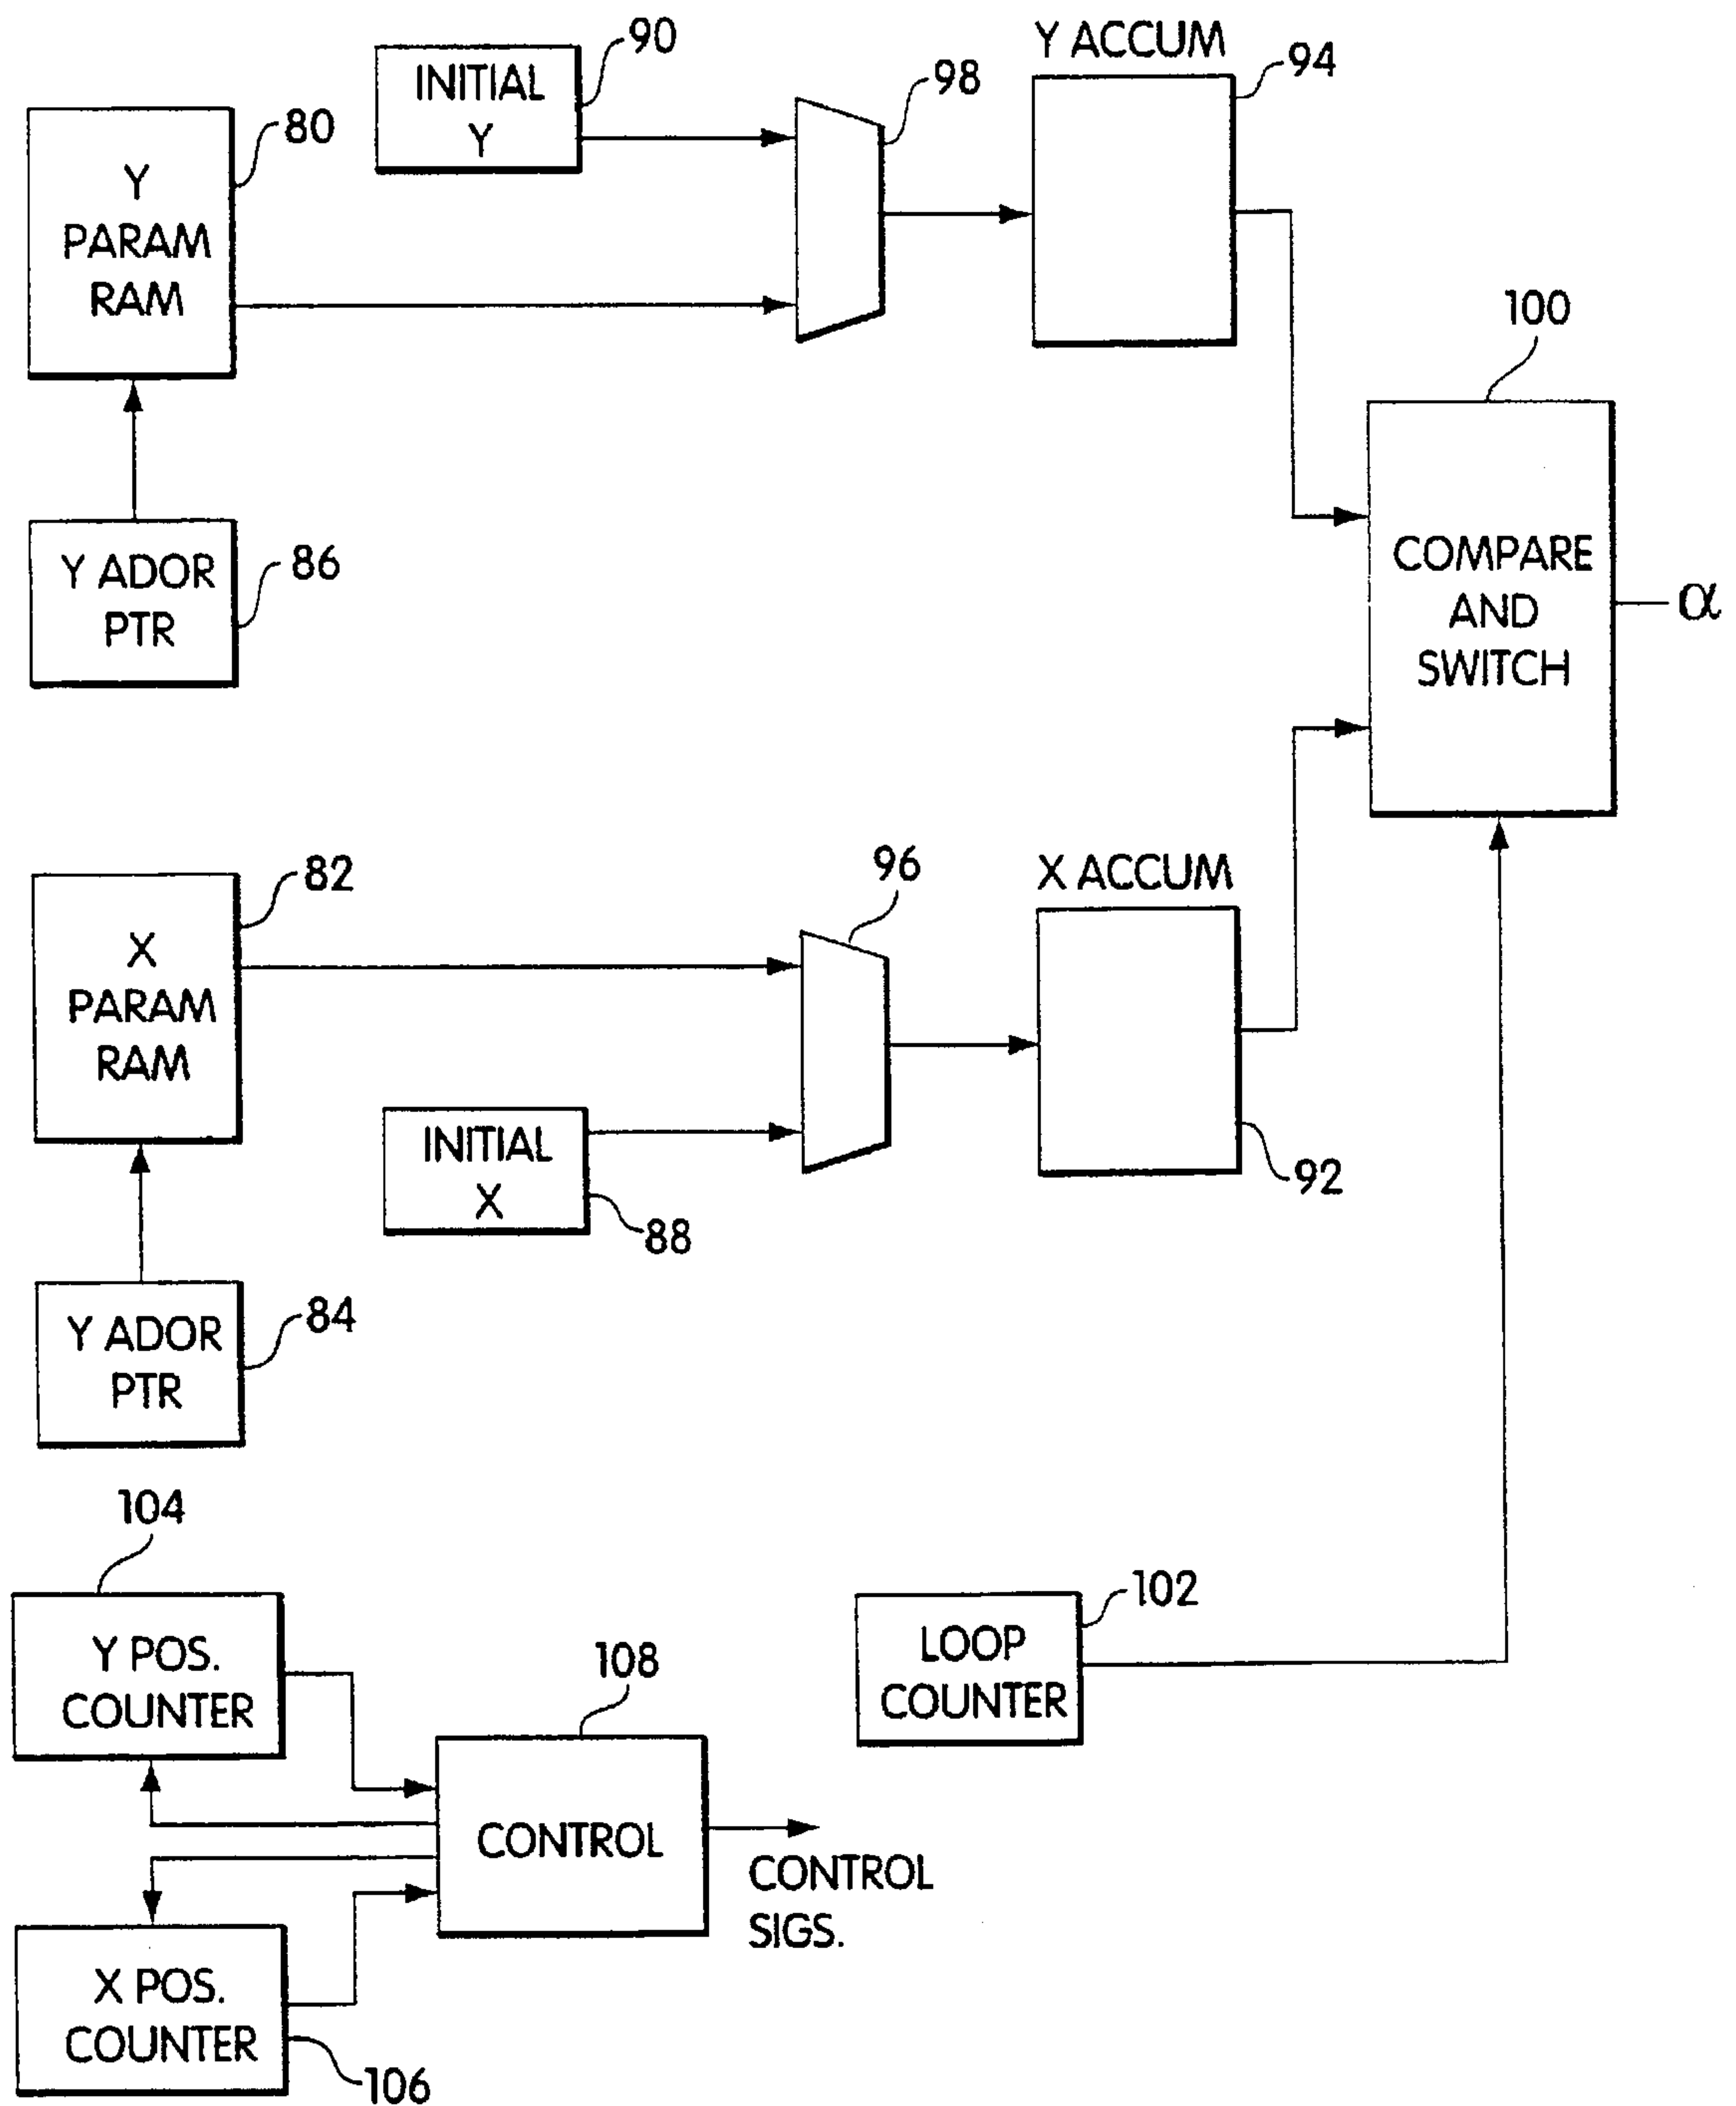 INITIAL
Y
90
Y ACCUM
94
98
80
Y
PARAM
RAM
100
Y ADOR
PTR
86
COMPARE
AND
SWITCH
α
82
X
PARAM
RAM
96
X ACCUM
92
INITIAL
X
88
Y ADOR
PTR
84
104
Y POS.
COUNTER
108
CONTROL
CONTROL
SIGS.
102
LOOP
COUNTER
X POS.
COUNTER
106